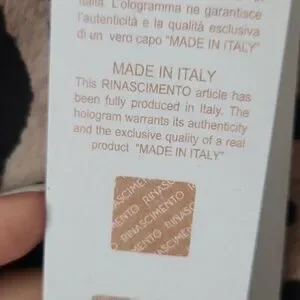 Italia. L'ologramma ne garantisce
l'autenticità e la qualità esclusiva
di un vero capo "MADE IN ITALY"
MADE IN ITALY
This RINASCIMENTO article has
been fully produced in Italy. The
hologram warrants its authenticity
and the exclusive quality of a real
product "MADE IN ITALY"
RINASCIMENTO RINASCIMENTO